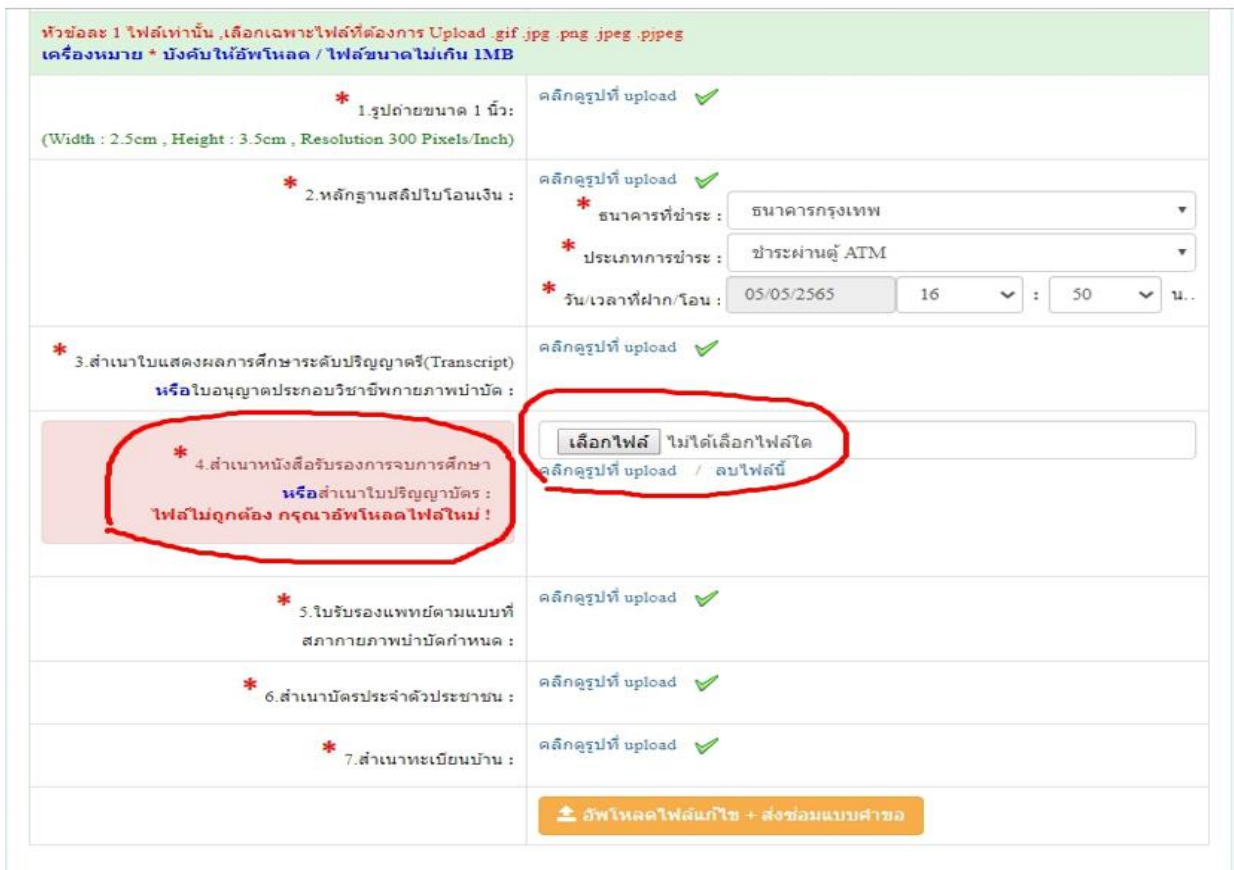 หัวข้อละ 1 ไฟล์เท่านั้น ,เลือกเฉพาะไฟล์ที่ต้องการ Upload .gif .jpg .png .jpeg .pjpeg
เครื่องหมาย * บังคับให้อัพโหลด / ไฟล์ขนาดไม่เกิน 1MB
* 1.รูปถ่ายขนาด 1 นิ้ว:
(Width : 2.5cm , Height : 3.5cm , Resolution 300 Pixels/Inch)
คลิกดูรูปที่ upload
* 2.หลักฐานสลิปใบโอนเงิน :
คลิกดูรูปที่ upload
* ธนาคารที่ชำระ : ธนาคารกรุงเทพ
* ประเภทการชำระ : ชำระผ่านตู้ ATM
* วัน/เวลาที่ฝาก/โอน : 05/05/2565 16 : 50 น..
* 3.สำเนาใบแสดงผลการศึกษาระดับปริญญาตรี(Transcript)
หรือใบอนุญาตประกอบวิชาชีพกายภาพบำบัด :
คลิกดูรูปที่ upload
* 4.สำเนาหนังสือรับรองการจบการศึกษา
หรือสำเนาใบปริญญาบัตร :
ไฟล์ไม่ถูกต้อง กรุณาอัพโหลดไฟล์ใหม่ !
เลือกไฟล์ ไม่ได้เลือกไฟล์ใด
คลิกดูรูปที่ upload / ลบไฟล์นี้
* 5.ใบรับรองแพทย์ตามแบบที่
สภากายภาพบำบัดกำหนด :
คลิกดูรูปที่ upload
* 6.สำเนาบัตรประจำตัวประชาชน :
คลิกดูรูปที่ upload
* 7.สำเนาทะเบียนบ้าน :
คลิกดูรูปที่ upload
อัพโหลดไฟล์แก้ไข + ส่งซ่อมแบบคำขอ